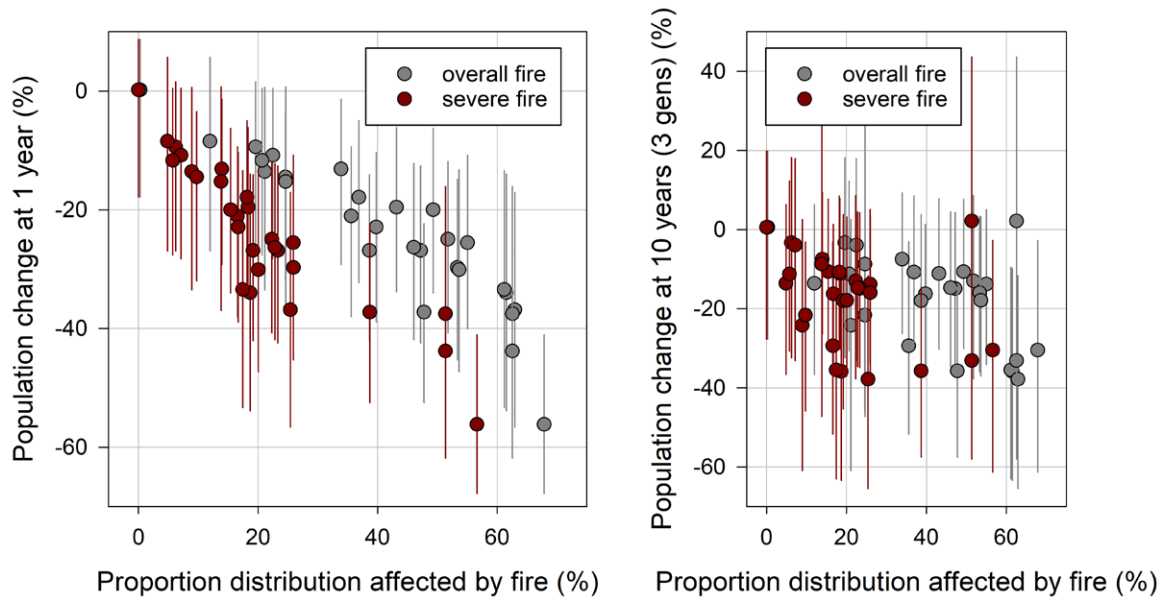 Population change at 1 year (%)
0
-20
-40
-60
overall fire
severe fire
0
20
40
60
Proportion distribution affected by fire (%)
Population change at 10 years (3 gens) (%)
40
20
0
-20
-40
-60
overall fire
severe fire
0
20
40
60
Proportion distribution affected by fire (%)